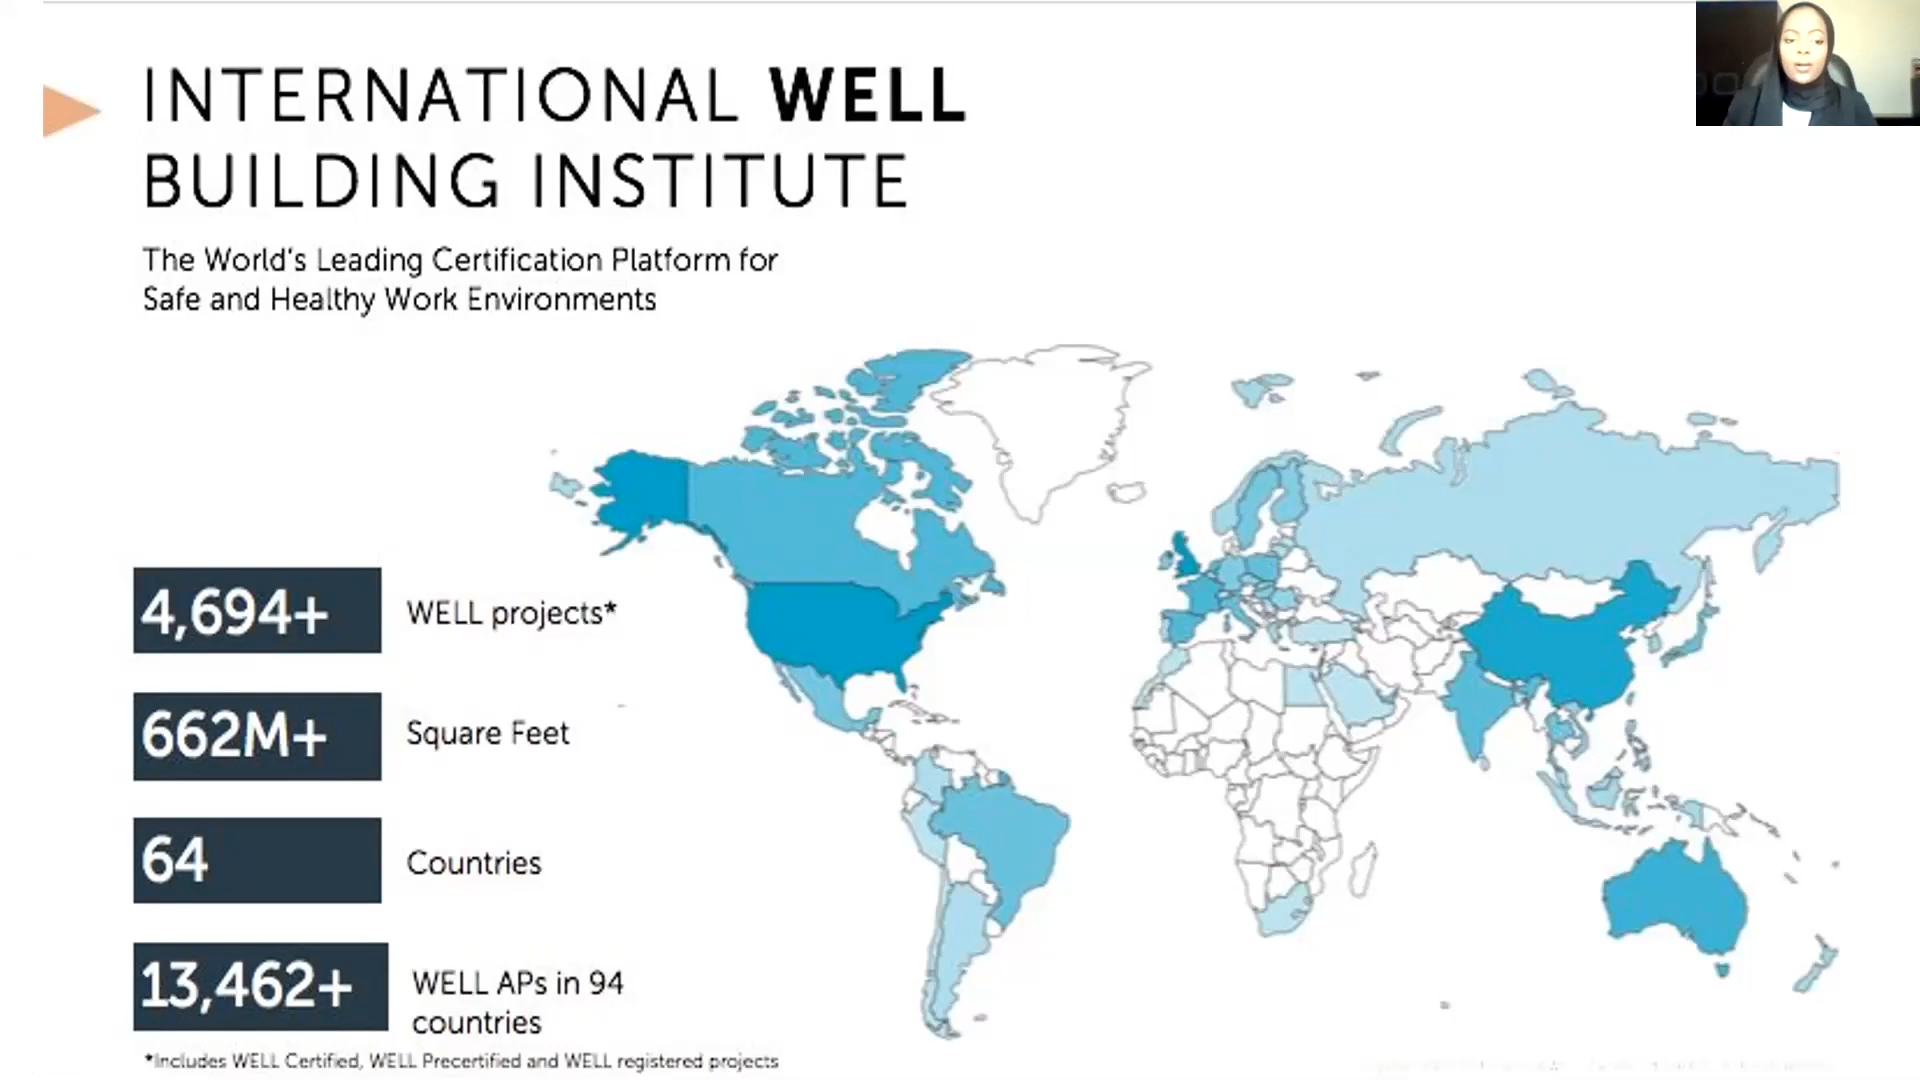 INTERNATIONAL WELL
BUILDING INSTITUTE
The World's Leading Certification Platform for
Safe and Healthy Work Environments
4,694+ WELL projects*
662M+ Square Feet
64 Countries
13,462+ WELL APs in 94
countries
*Includes WELL Certified, WELL Precertified and WELL registered projects